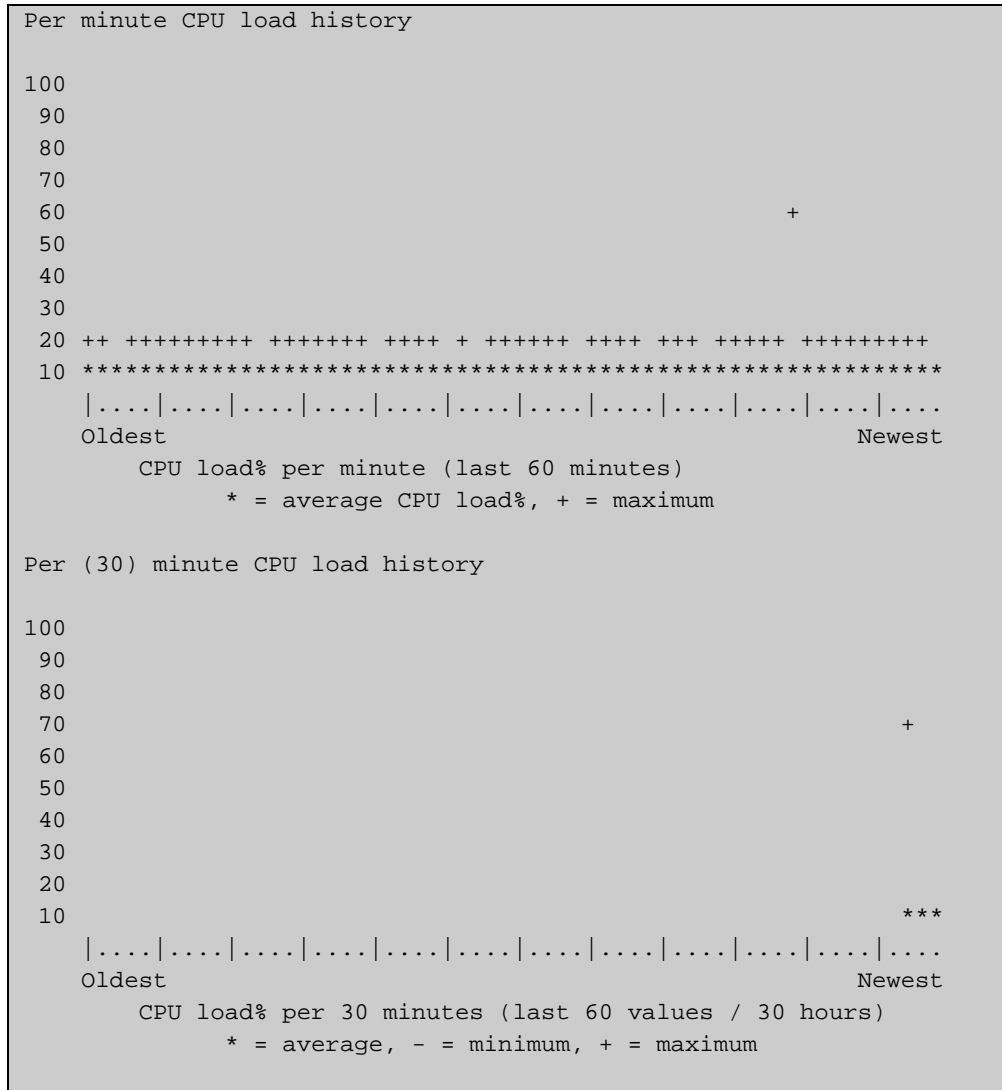 Per minute CPU load history

100
 90
 80
 70
 60                                                  +
 50
 40
 30
 20 ++ +++++++++ +++++++ ++++ + ++++++ ++++ +++ +++++ +++++++++
 10 ************************************************************
    |....|....|....|....|....|....|....|....|....|....|....|....
    Oldest                                                Newest
        CPU load% per minute (last 60 minutes)
              * = average CPU load%, + = maximum

Per (30) minute CPU load history

100
 90
 80
 70                                                          +
 60
 50
 40
 30
 20
 10                                                          ***
    |....|....|....|....|....|....|....|....|....|....|....|....
    Oldest                                                Newest
        CPU load% per 30 minutes (last 60 values / 30 hours)
              * = average, - = minimum, + = maximum